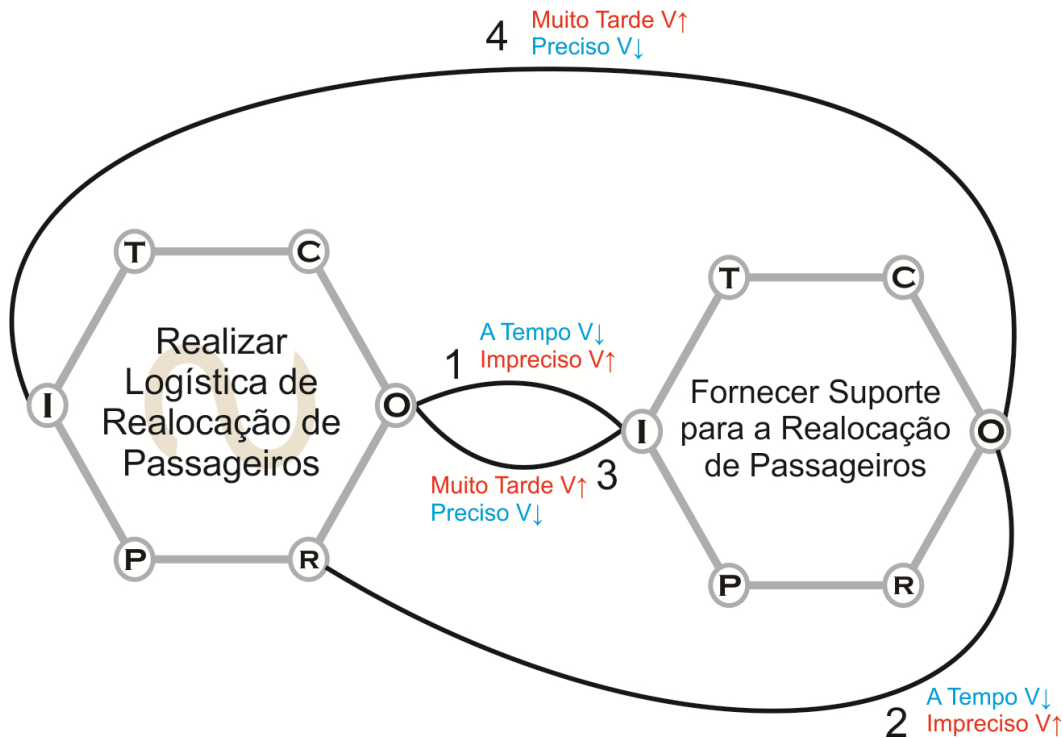 4
Muito Tarde V↑
Preciso V↓
T
C
T
C
Realizar
Logística de
Realocação de
Passageiros
I
O
1
A Tempo V↓
Impreciso V↑
Fornecer Suporte
para a Realocação
de Passageiros
I
O
Muito Tarde V↑
Preciso V↓
3
P
R
P
R
2
A Tempo V↓
Impreciso V↑